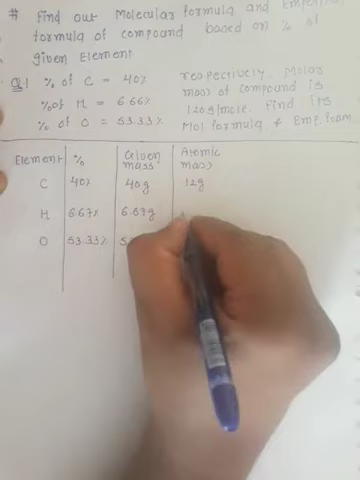 # Find out Molecular formula and
formula of compound based on % of
given Element
Q1 % of C = 40% respectively. Molar
mass of compound is
% of H = 6.66% 120g/mole. Find its
% of O = 53.33% Mol formula & Emp. foam
Element % Given mass Atomic mass
C 40% 40g 12g
H 6.67% 6.67g
O 53.33%